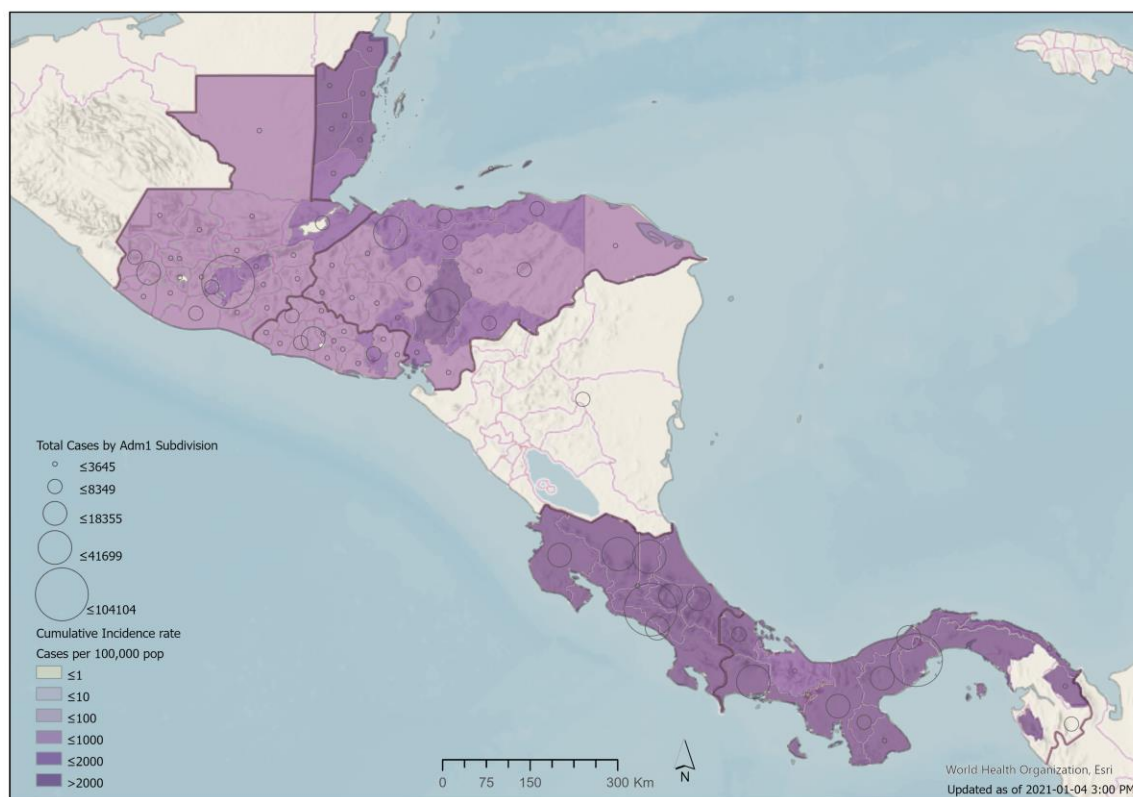 Total Cases by Adm1 Subdivision
≤3645
≤8349
≤18355
≤41699
≤104104
Cumulative Incidence rate
Cases per 100,000 pop
≤1
≤10
≤100
≤1000
≤2000
>2000
0 75 150 300 Km
N
World Health Organization, Esri
Updated as of 2021-01-04 3:00 PM